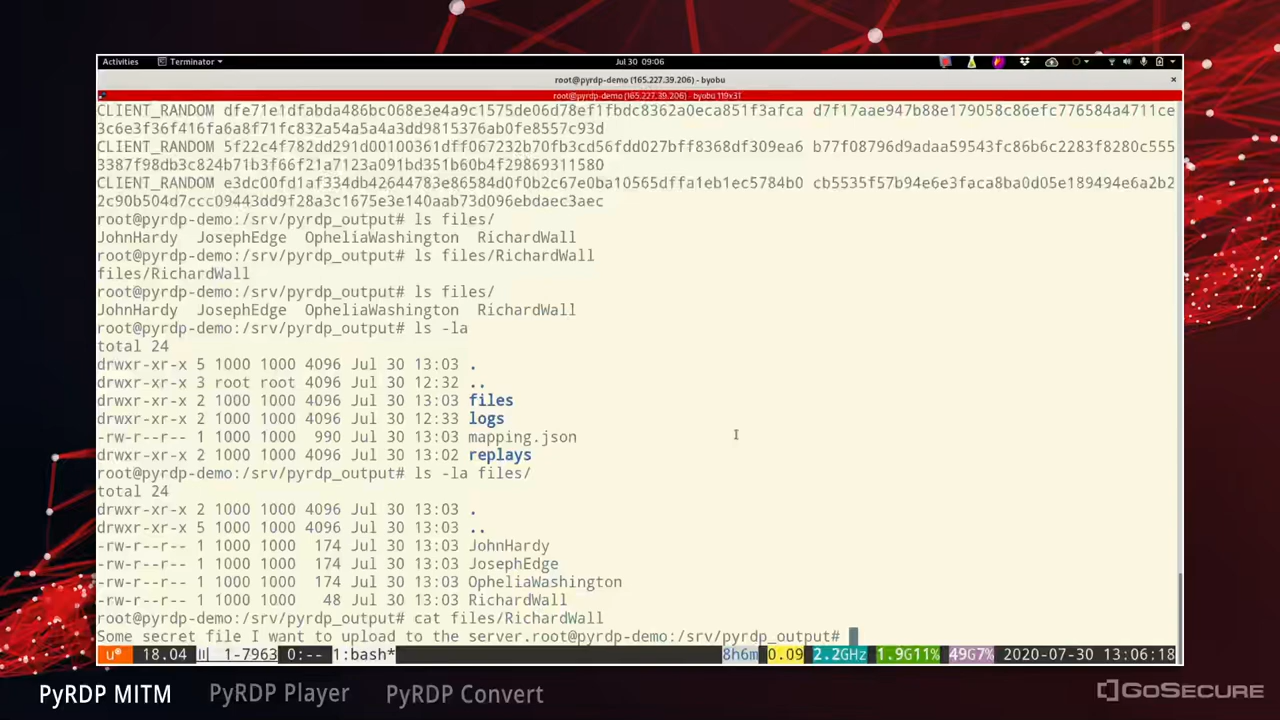 Activities Terminator Jul 30 09:06
root@pyrdp-demo (165.227.39.206) - byobu
root@pyrdp-demo (165.227.39.206) - byobu 119x31
CLIENT_RANDOM dfe71e1dfabda486bc068e3e4a9c1575de06d78ef1fbdc8362a0eca851f3afca d7f17aae947b88e179058c86efc776584a4711ce
3c6e3f36f416fa6a8f71fc832a54a5a4a3dd9815376ab0fe8557c93d
CLIENT_RANDOM 5f22c4f782dd291d00100361dff067232b70fb3cd56fdd027bff8368df309ea6 b77f08796d9adaa59543fc86b6c2283f8280c555
3387f98db3c824b71b3f66f21a7123a091bd351b60b4f29869311580
CLIENT_RANDOM e3dc00fd1af334db42644783e86584d0f0b2c67e0ba10565dffa1eb1ec5784b0 cb5535f57b94e6e3faca8ba0d05e189494e6a2b2
2c90b504d7ccc09443dd9f28a3c1675e3e140aab73d096ebdaec3aec
root@pyrdp-demo:/srv/pyrdp_output# ls files/
JohnHardy JosephEdge OpheliaWashington RichardWall
root@pyrdp-demo:/srv/pyrdp_output# ls files/RichardWall
files/RichardWall
root@pyrdp-demo:/srv/pyrdp_output# ls files/
JohnHardy JosephEdge OpheliaWashington RichardWall
root@pyrdp-demo:/srv/pyrdp_output# ls -la
total 24
drwxr-xr-x 5 1000 1000 4096 Jul 30 13:03 .
drwxr-xr-x 3 root root 4096 Jul 30 12:32 ..
drwxr-xr-x 2 1000 1000 4096 Jul 30 13:03 files
drwxr-xr-x 2 1000 1000 4096 Jul 30 12:33 logs
-rw-r--r-- 1 1000 1000 990 Jul 30 13:03 mapping.json
drwxr-xr-x 2 1000 1000 4096 Jul 30 13:02 replays
root@pyrdp-demo:/srv/pyrdp_output# ls -la files/
total 24
drwxr-xr-x 2 1000 1000 4096 Jul 30 13:03 .
drwxr-xr-x 5 1000 1000 4096 Jul 30 13:03 ..
-rw-r--r-- 1 1000 1000 174 Jul 30 13:03 JohnHardy
-rw-r--r-- 1 1000 1000 174 Jul 30 13:03 JosephEdge
-rw-r--r-- 1 1000 1000 174 Jul 30 13:03 OpheliaWashington
-rw-r--r-- 1 1000 1000 48 Jul 30 13:03 RichardWall
root@pyrdp-demo:/srv/pyrdp_output# cat files/RichardWall
Some secret file I want to upload to the server.root@pyrdp-demo:/srv/pyrdp_output#
u® 18.04 1-7963 0:-- 1:bash* 8h6m 0.09 2.2GHz 1.9G11% 49G7% 2020-07-30 13:06:18
PyRDP MITM PyRDP Player PyRDP Convert GOSECURE